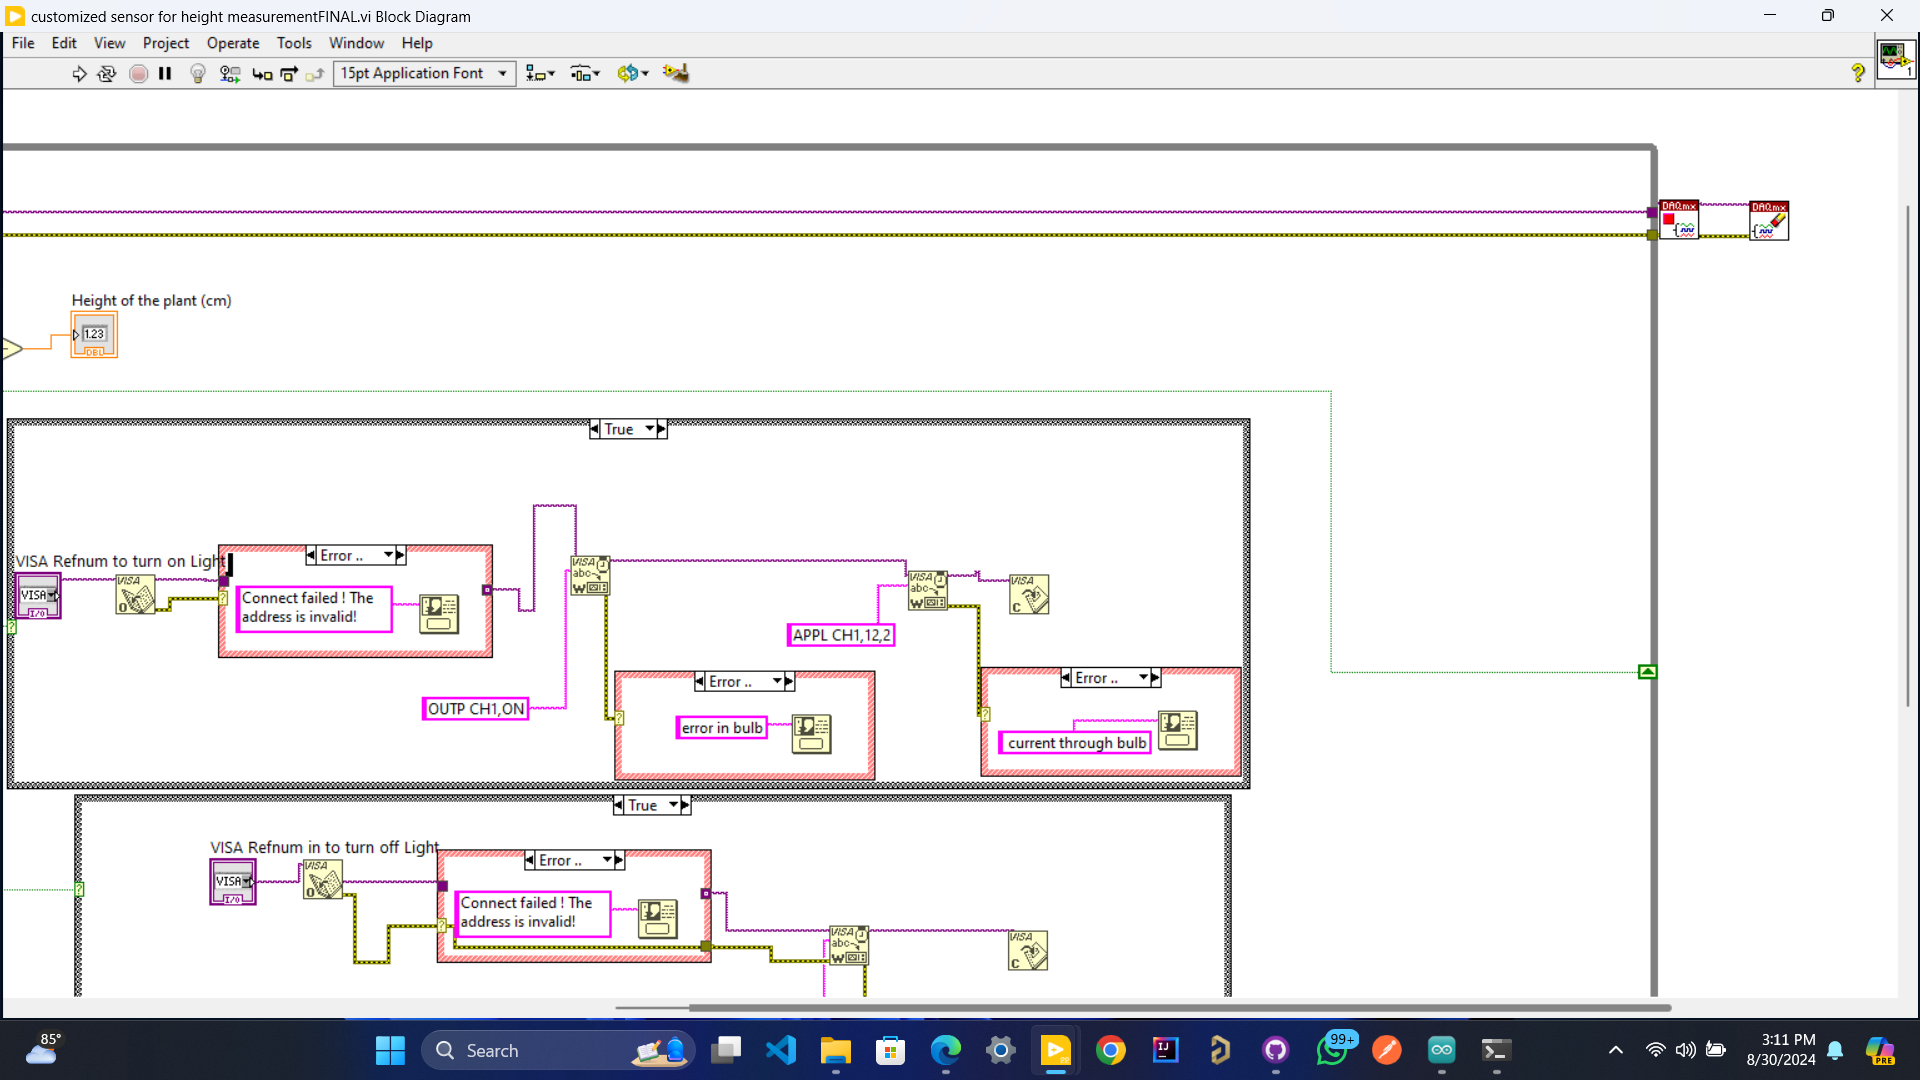 customized sensor for height measurementFINAL.vi Block Diagram
File Edit View Project Operate Tools Window Help
15pt Application Font
1
DAQmx DAQmx
Height of the plant (cm)
1.23
DBL
True
VISA Refnum to turn on Light
Error ..
VISA
I/O
VISA
O
Connect failed ! The
address is invalid!
VISA
abc
W
VISA
abc
W
VISA
C
APPL CH1,12,2
OUTP CH1,ON
Error ..
error in bulb
Error ..
current through bulb
True
VISA Refnum in to turn off Light
Error ..
VISA
I/O
VISA
O
Connect failed ! The
address is invalid!
VISA
abc
W
VISA
C
85°
Search
99+
3:11 PM
8/30/2024
PRE